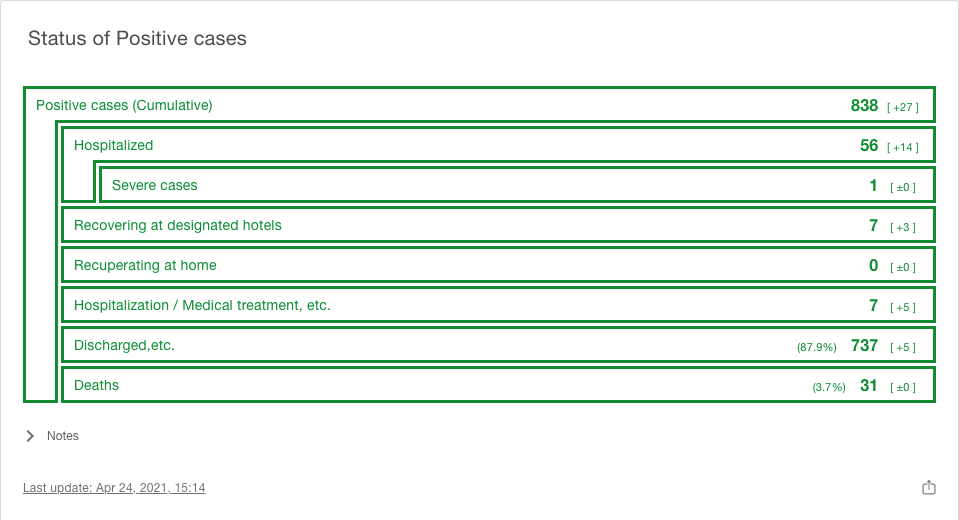 Status of Positive cases
Positive cases (Cumulative) 838 [ +27 ]
Hospitalized 56 [ +14 ]
Severe cases 1 [ ±0 ]
Recovering at designated hotels 7 [ +3 ]
Recuperating at home 0 [ ±0 ]
Hospitalization / Medical treatment, etc. 7 [ +5 ]
Discharged,etc. (87.9%) 737 [ +5 ]
Deaths (3.7%) 31 [ ±0 ]
Notes
Last update: Apr 24, 2021, 15:14